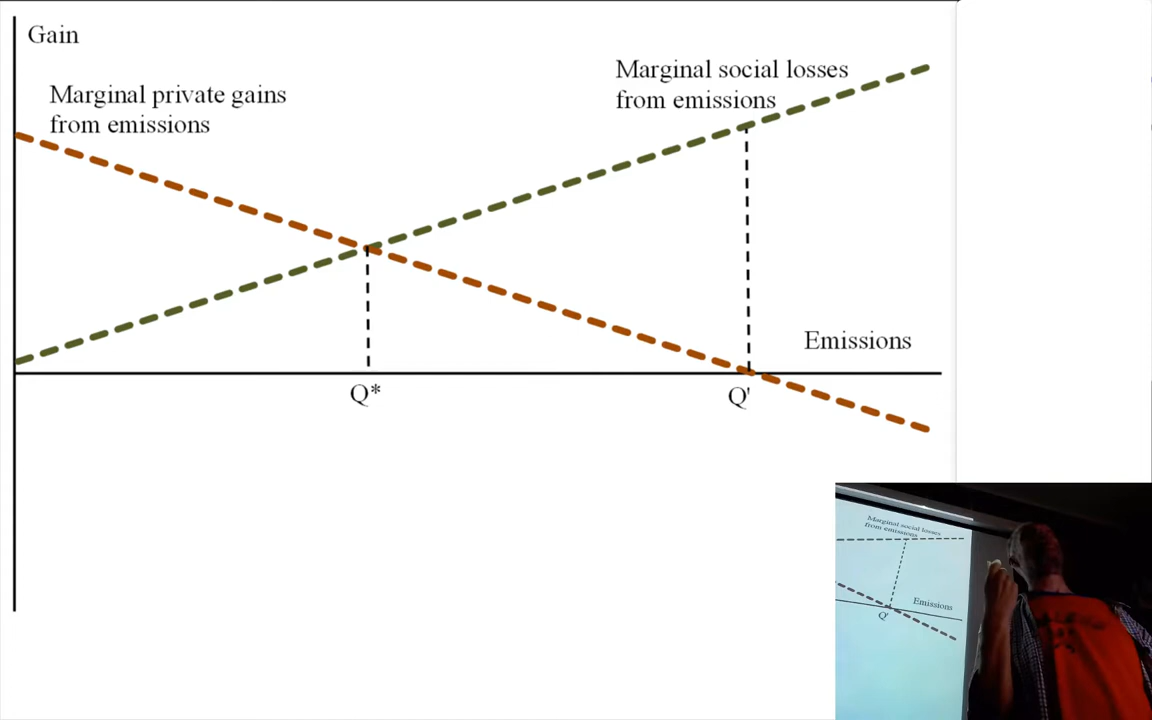 Gain
Marginal private gains
from emissions
Marginal social losses
from emissions
Emissions
Q*
Q'
Marginal social losses
from emissions
Emissions
Q'